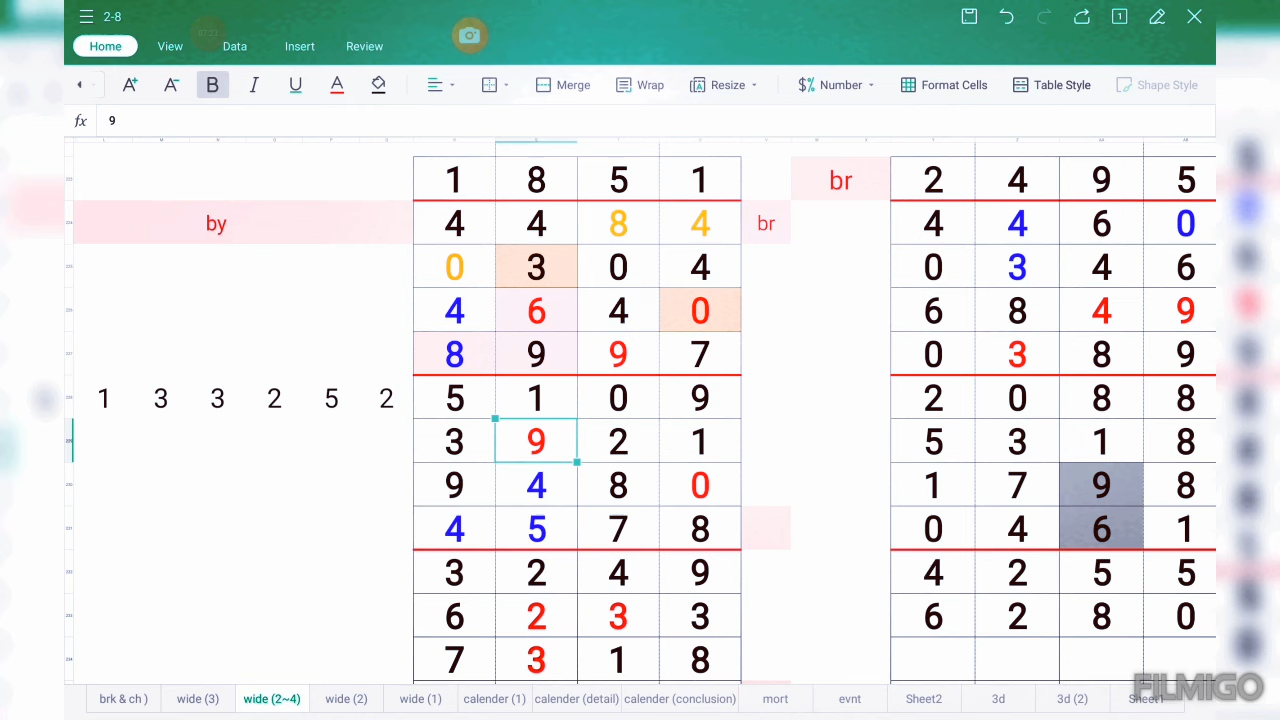 2-8
Home View Data Insert Review
A+ A- B I U A Merge Wrap Resize $% Number Format Cells Table Style Shape Style
fx 9
1 8 5 1 br 2 4 9 5
by 4 4 8 4 br 4 4 6 0
0 3 0 4 0 3 4 6
4 6 4 0 6 8 4 9
8 9 9 7 0 3 8 9
1 3 3 2 5 2 5 1 0 9 2 0 8 8
3 9 2 1 5 3 1 8
9 4 8 0 1 7 9 8
4 5 7 8 0 4 6 1
3 2 4 9 4 2 5 5
6 2 3 3 6 2 8 0
7 3 1 8
brk & ch ) wide (3) wide (2~4) wide (2) wide (1) calender (1) calender (detail) calender (conclusion) mort evnt Sheet2 3d 3d (2) Sheet1
FILMIGO